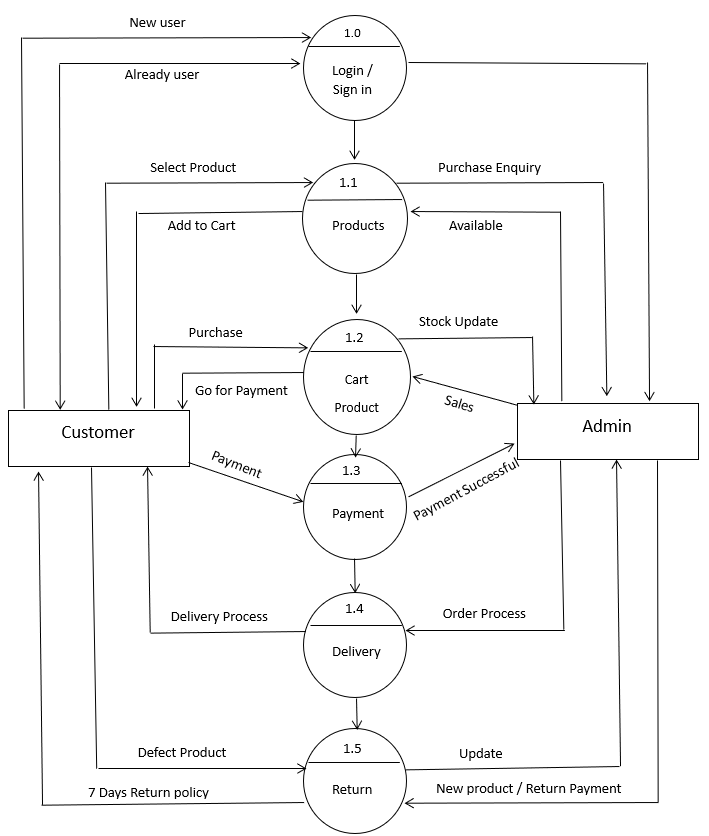 New user
1.0
Login /
Sign in
Already user
Select Product
1.1
Purchase Enquiry
Add to Cart
Products
Available
Stock Update
Purchase
1.2
Go for Payment
Cart
Product
Sales
Customer
Admin
Payment
1.3
Payment
Payment Successful
1.4
Delivery Process
Order Process
Delivery
1.5
Defect Product
Update
7 Days Return policy
Return
New product / Return Payment